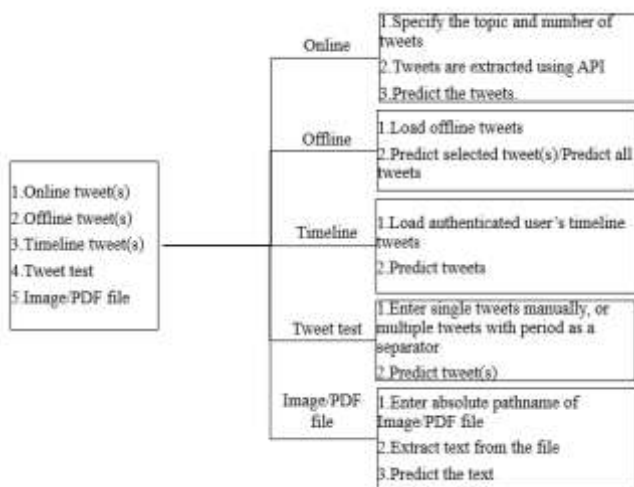 1.Online tweet(s)
2.Offline tweet(s)
3.Timeline tweet(s)
4.Tweet test
5.Image/PDF file
Online
1.Specify the topic and number of
tweets
2.Tweets are extracted using API
3.Predict the tweets.
Offline
1.Load offline tweets
2.Predict selected tweet(s)/Predict all
tweets
Timeline
1.Load authenticated user's timeline
tweets
2.Predict tweets
Tweet test
1.Enter single tweets manually, or
multiple tweets with period as a
separator
2.Predict tweet(s)
Image/PDF
file
1.Enter absolute pathname of
Image/PDF file
2.Extract text from the file
3.Predict the text